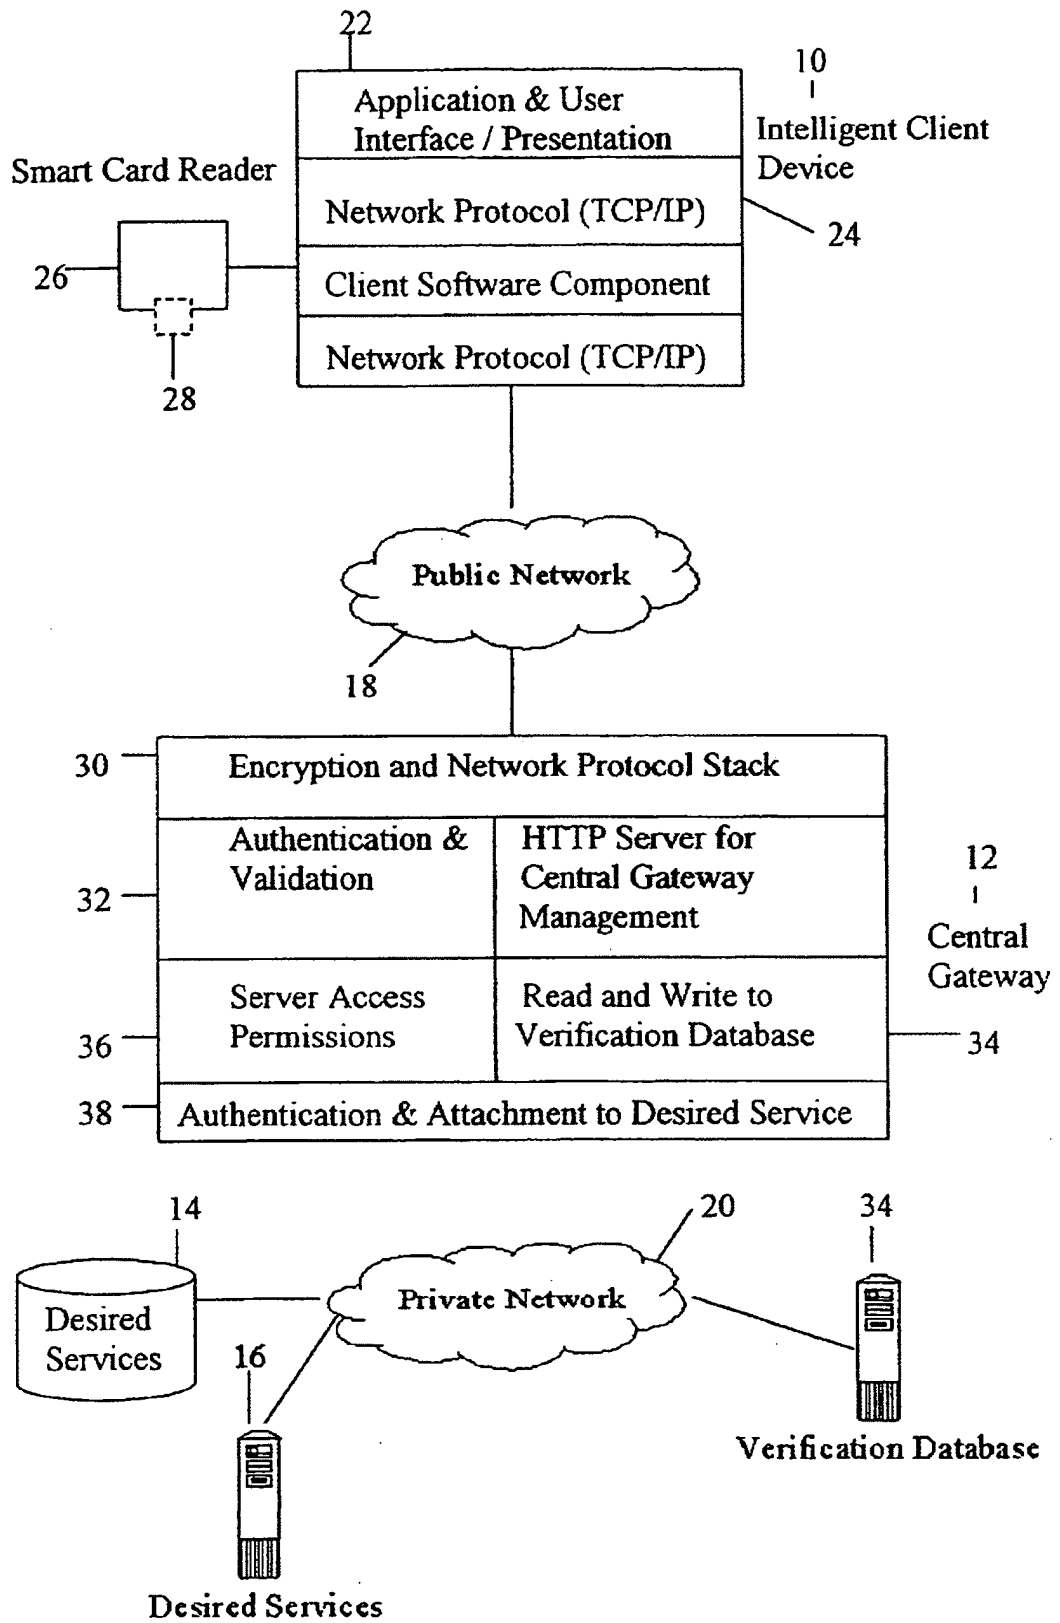 22
10
Application & User
Interface / Presentation
Intelligent Client
Device
Smart Card Reader
Network Protocol (TCP/IP)
24
26
Client Software Component
Network Protocol (TCP/IP)
28
Public Network
18
30
Encryption and Network Protocol Stack
Authentication &
Validation
HTTP Server for
Central Gateway
Management
32
12
Central
Gateway
Server Access
Permissions
Read and Write to
Verification Database
36
34
38
Authentication & Attachment to Desired Service
14
20
34
Desired
Services
Private Network
16
Verification Database
Desired Services